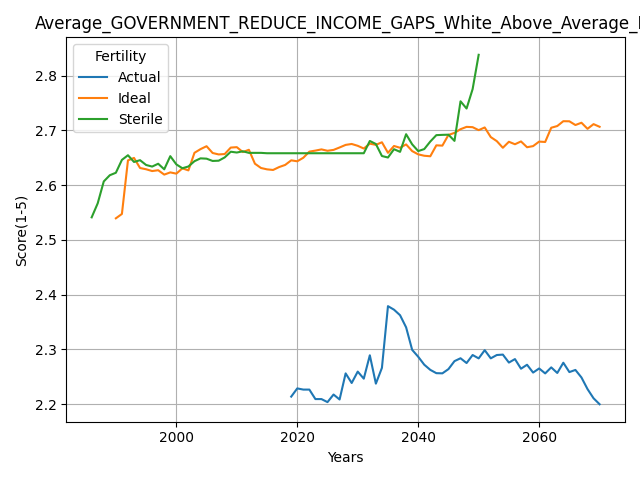 Average_GOVERNMENT_REDUCE_INCOME_GAPS_White_Above_Average_
Fertility
Actual
Ideal
Sterile
Score(1-5)
2.8
2.7
2.6
2.5
2.4
2.3
2.2
2000
2020
2040
2060
Years